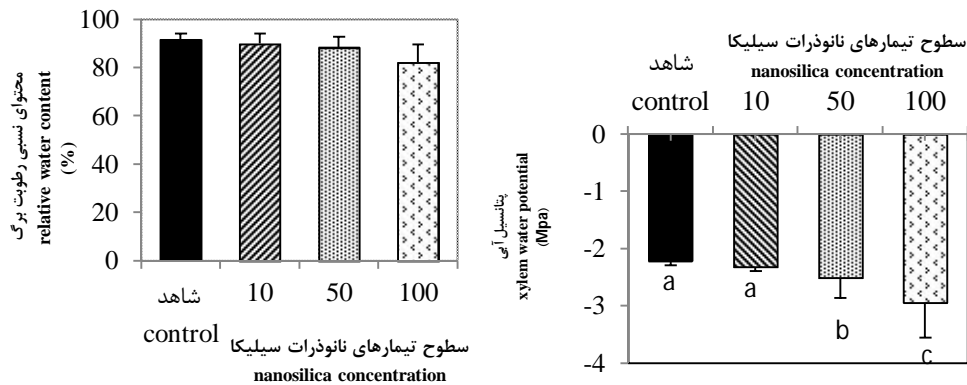 محتوای نسبی رطوبت برگ
relative water content
(%)
100
80
60
40
20
0
شاهد
control
10
50
100
سطوح تیمارهای نانوذرات سیلیکا
nanosilica concentration
سطوح تیمارهای نانوذرات سیلیکا
nanosilica concentration
شاهد
control
10
50
100
پتانسیل آبی
xylem water potential
(Mpa)
0
-1
-2
-3
-4
a
a
b
c